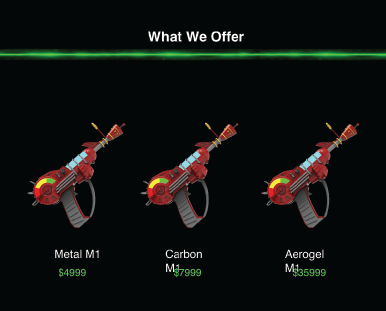 What We Offer
Metal M1
$4999
Carbon
M1
$7999
Aerogel
M1
$35999